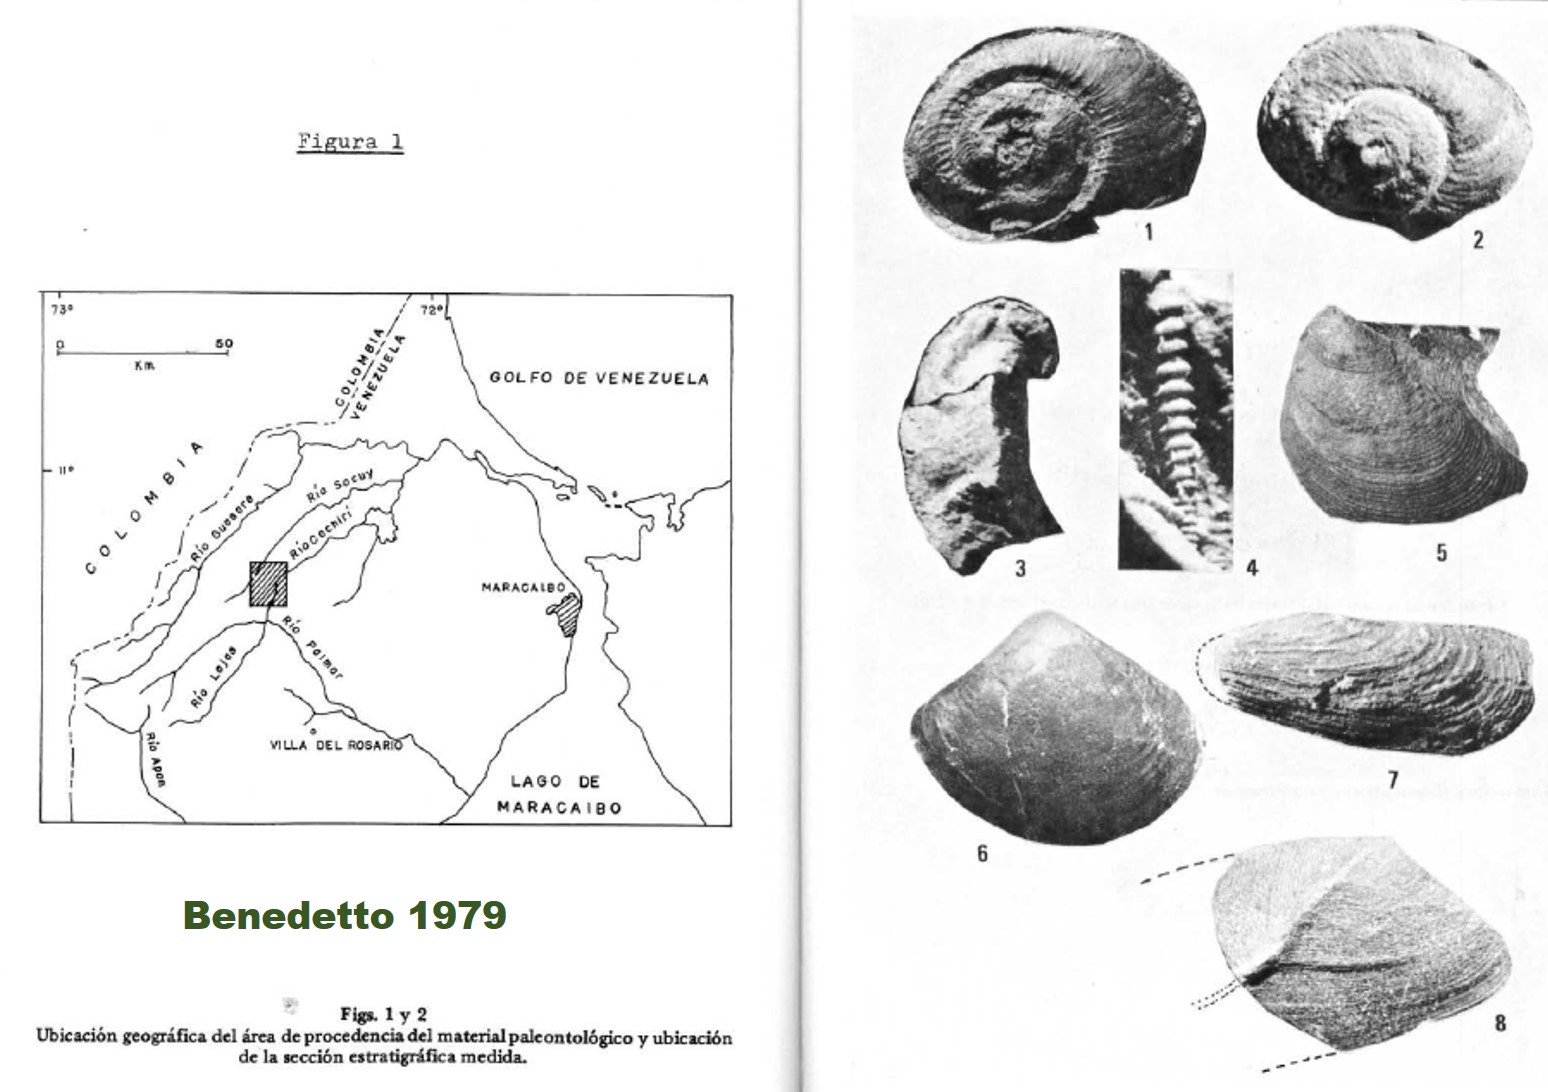 Figura 1
73°
72°
0 50
Km
COLOMBIA
VENEZUELA
GOLFO DE VENEZUELA
COLOMBIA
11°
Río Guasare
Río Socuy
Río Cachirí
MARACAIBO
Río Palmar
Río Lajas
VILLA DEL ROSARIO
Río Apon
LAGO DE
MARACAIBO
Benedetto 1979
Figs. 1 y 2
Ubicación geográfica del área de procedencia del material paleontológico y ubicación
de la sección estratigráfica medida.
1
2
3
4
5
6
7
8